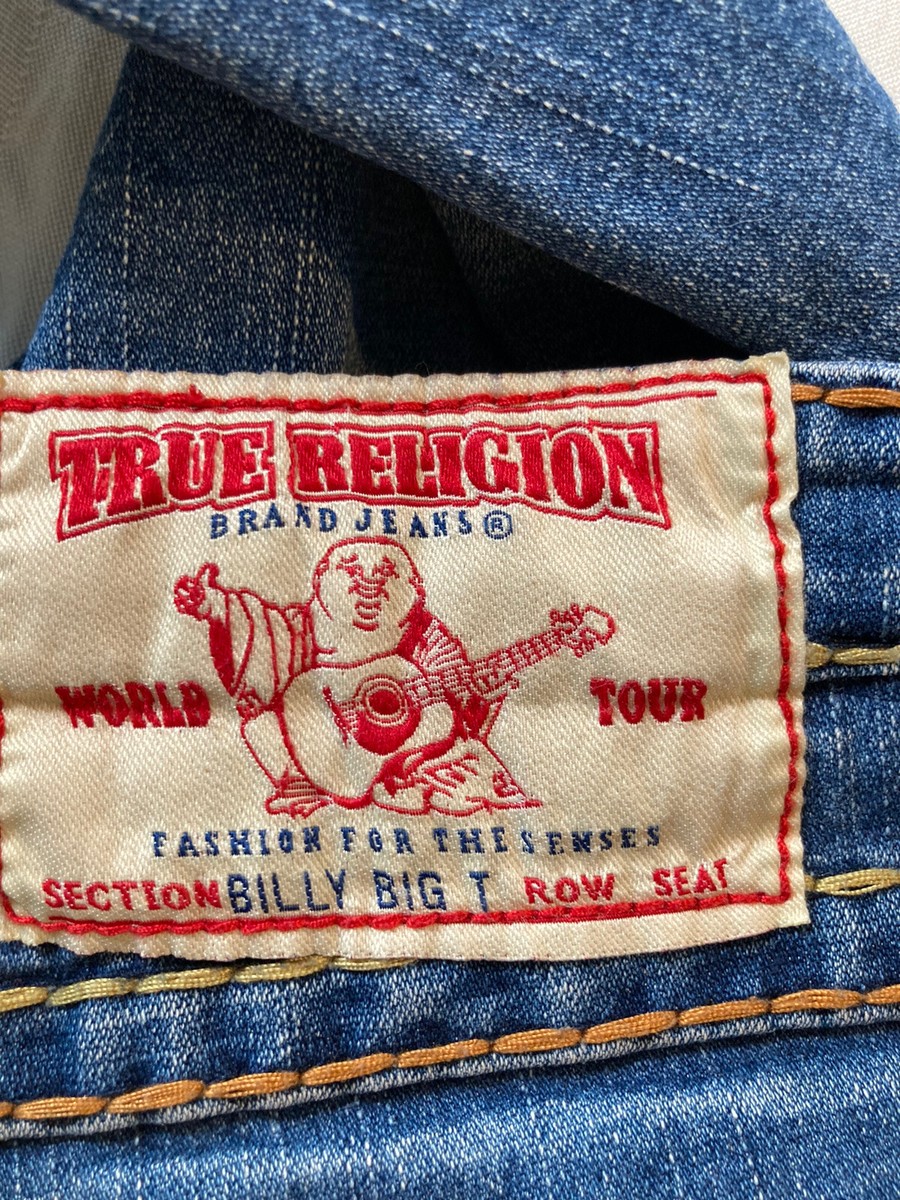 TRUE RELIGION
BRAND JEANS®
WORLD TOUR
FASHION FOR THE SENSES
SECTION BILLY BIG T ROW SEAT